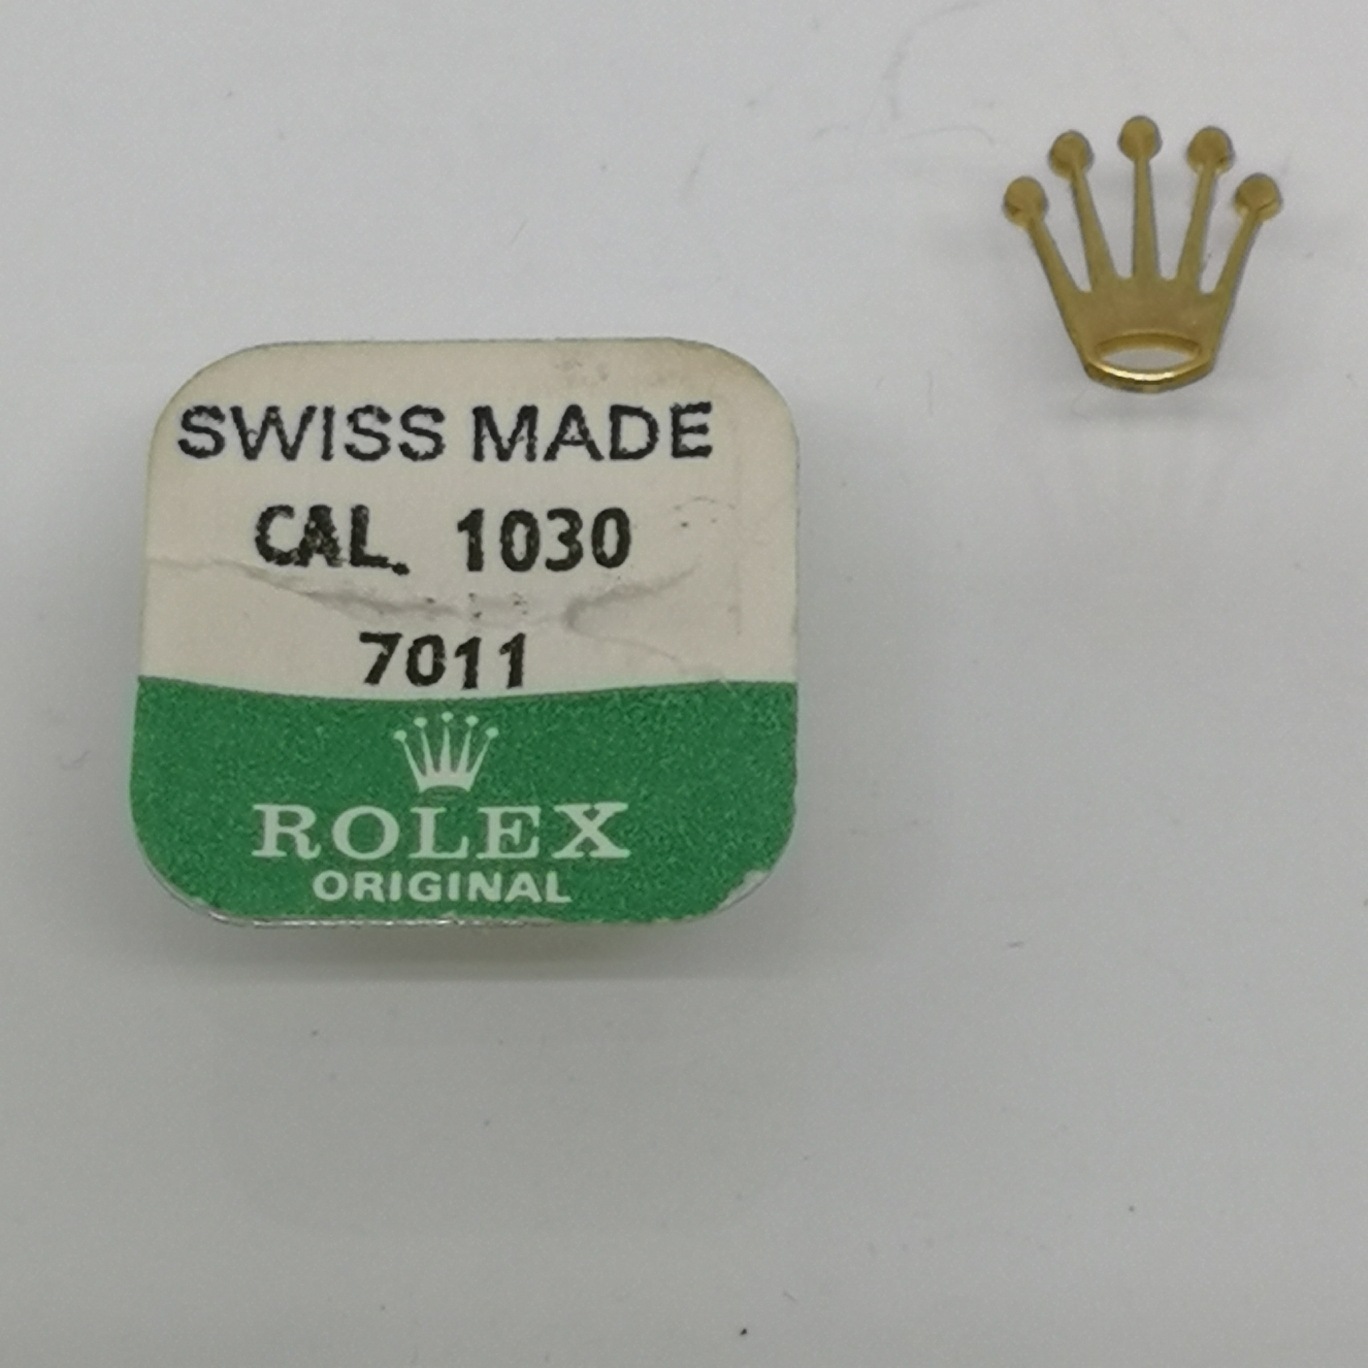 SWISS MADE
CAL. 1030
7011
ROLEX
ORIGINAL